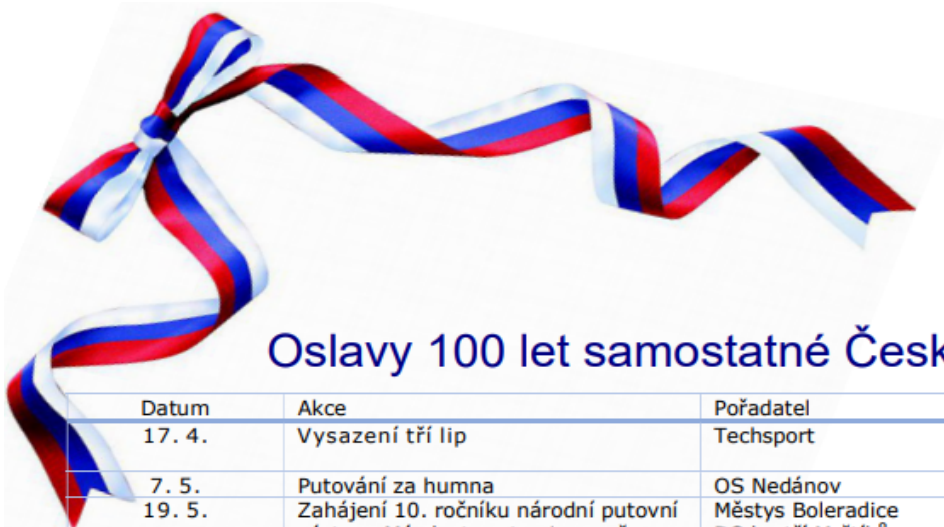 Oslavy 100 let samostatné Česk
Datum Akce Pořadatel
17. 4. Vysazení tří lip Techsport
7. 5. Putování za humna OS Nedánov
19. 5. Zahájení 10. ročníku národní putovní Městys Boleradice